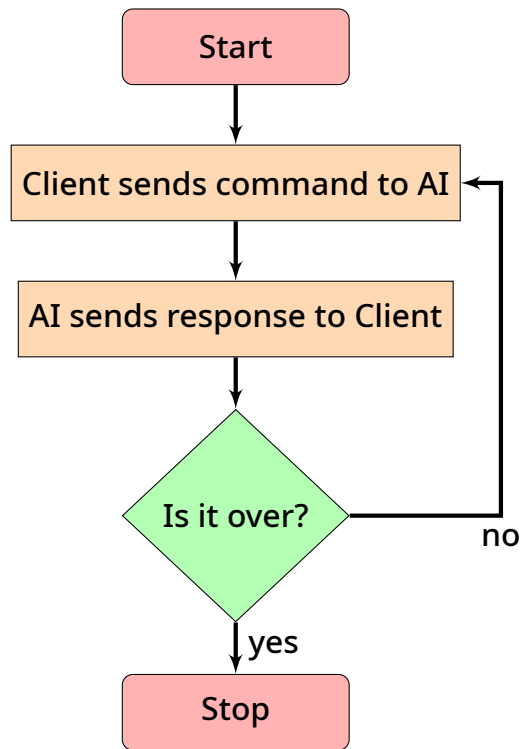 Start
Client sends command to AI
AI sends response to Client
Is it over?
no
yes
Stop